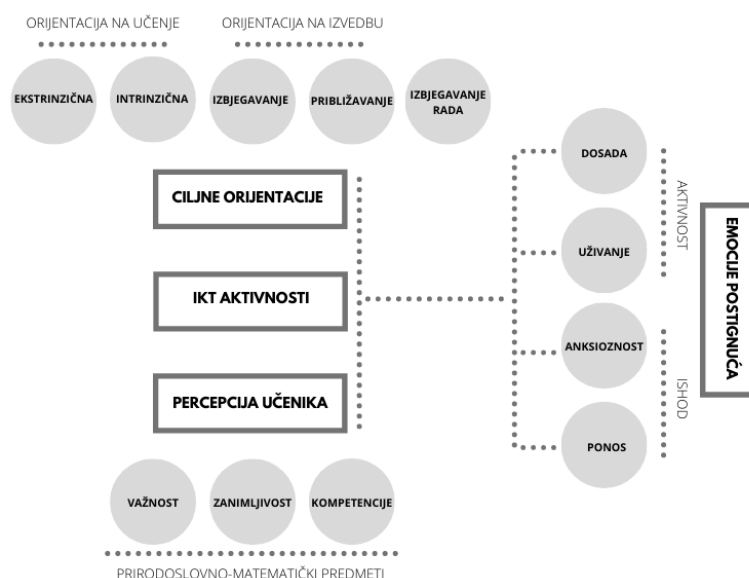 ORIJENTACIJA NA UČENJE
ORIJENTACIJA NA IZVEDBU
EKSTRINZIČNA
INTRINZIČNA
IZBJEGAVANJE
PRIBLIŽAVANJE
IZBJEGAVANJE
RADA
CILJNE ORIJENTACIJE
IKT AKTIVNOSTI
PERCEPCIJA UČENIKA
VAŽNOST
ZANIMLJIVOST
KOMPETENCIJE
PRIRODOSLOVNO-MATEMATIČKI PREDMETI
DOSADA
UŽIVANJE
ANKSIOZNOST
PONOS
AKTIVNOST
ISHOD
EMOCIJE POSTIGNUĆA